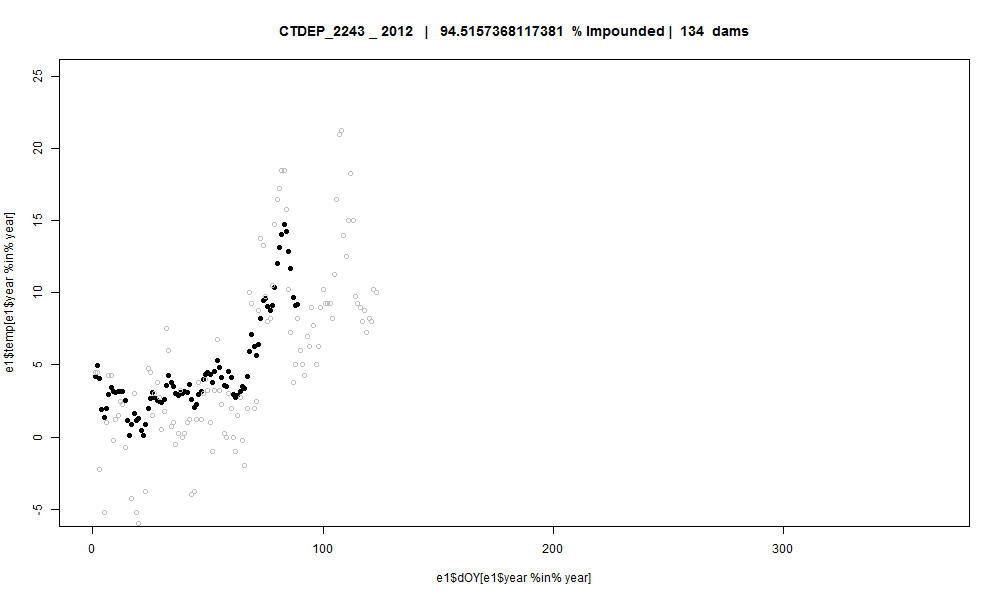 CTDEP_2243 _ 2012 | 94.5157368117381 % Impounded | 134 dams
e1$temp[e1$year %in% year]
25
20
15
10
5
0
-5
0 100 200 300
e1$dOY[e1$year %in% year]